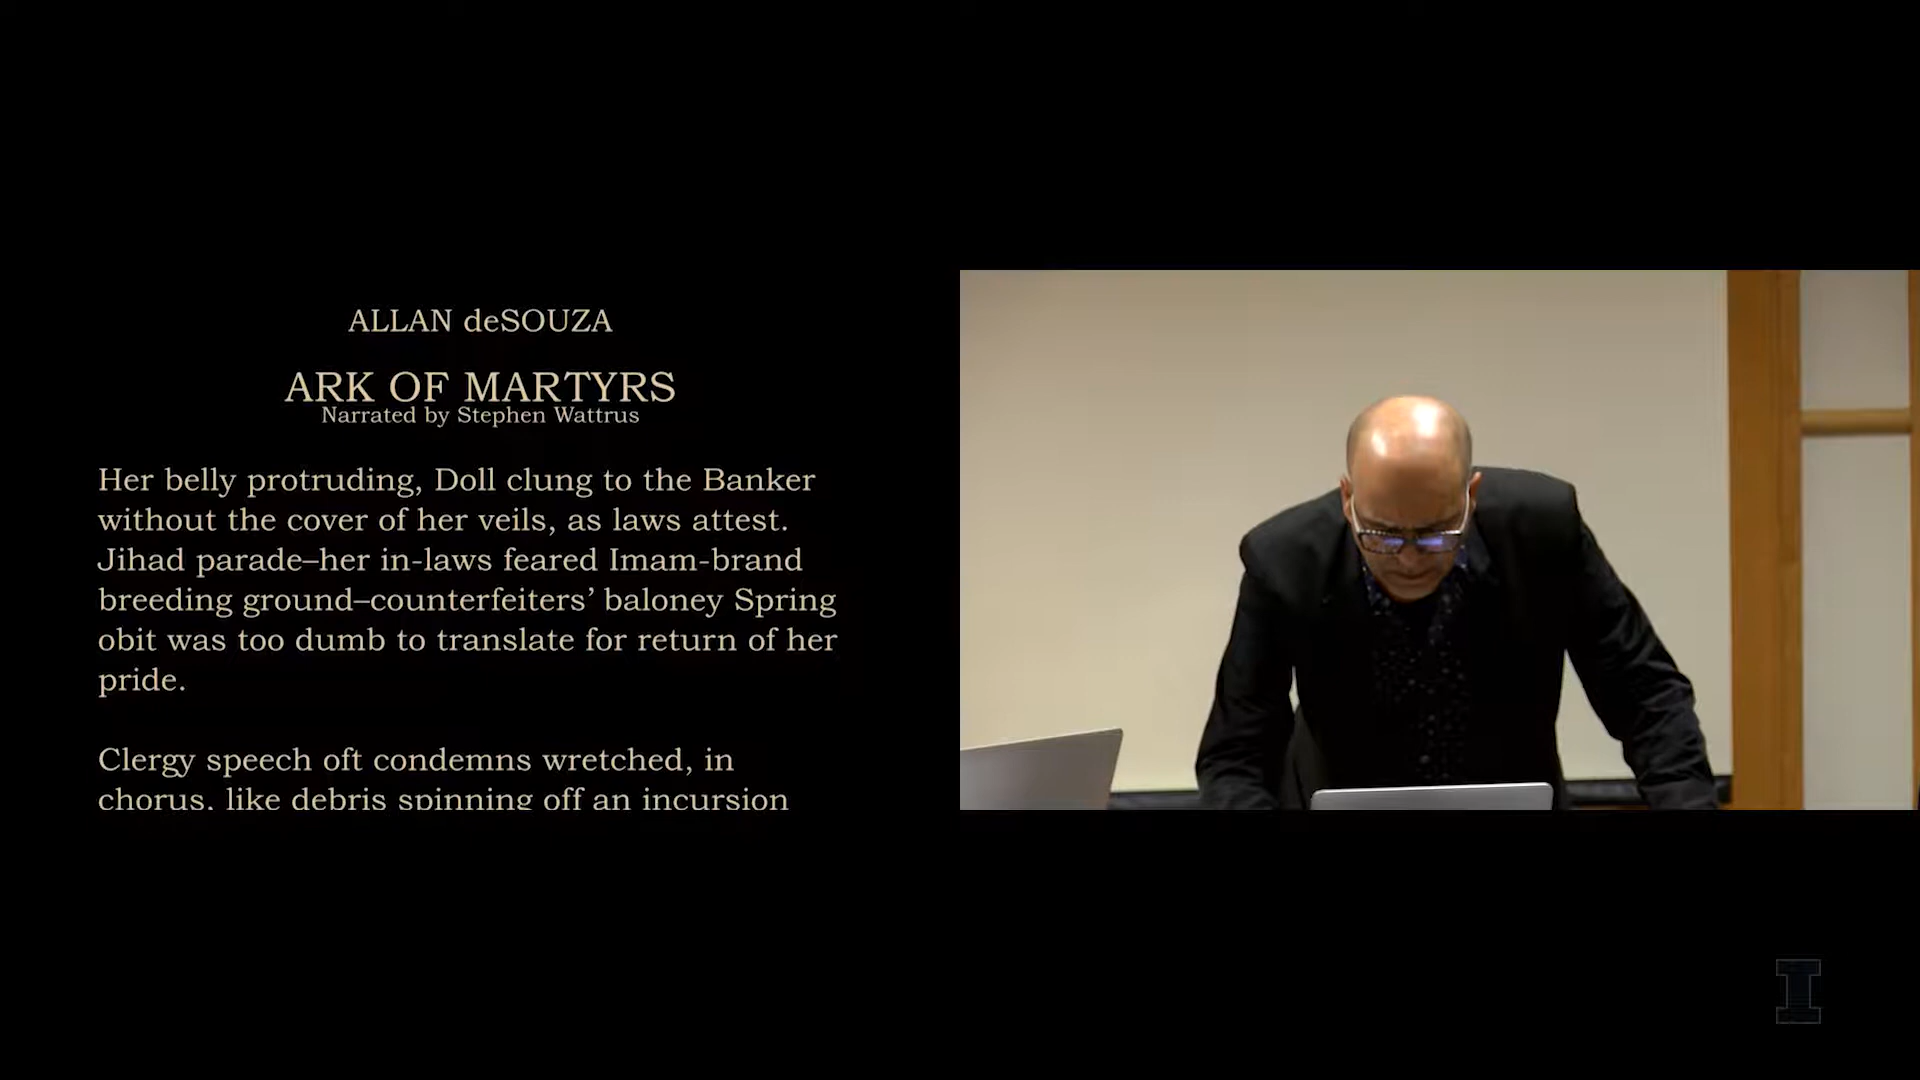 ALLAN deSOUZA
ARK OF MARTYRS
Narrated by Stephen Wattrus
Her belly protruding, Doll clung to the Banker
without the cover of her veils, as laws attest.
Jihad parade–her in-laws feared Imam-brand
breeding ground–counterfeiters’ baloney Spring
obit was too dumb to translate for return of her
pride.
Clergy speech oft condemns wretched, in
chorus, like debris spinning off an incursion
I